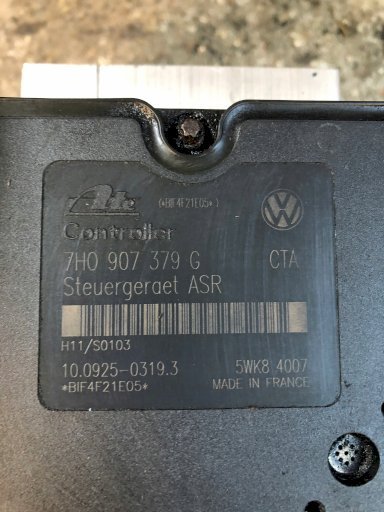 Ate (*BIF4F21E05*)
Controller
7H0 907 379 G CTA
Steuergeraet ASR
H11/S0103
10.0925-0319.3 5WK8 4007
*BIF4F21E05* MADE IN FRANCE